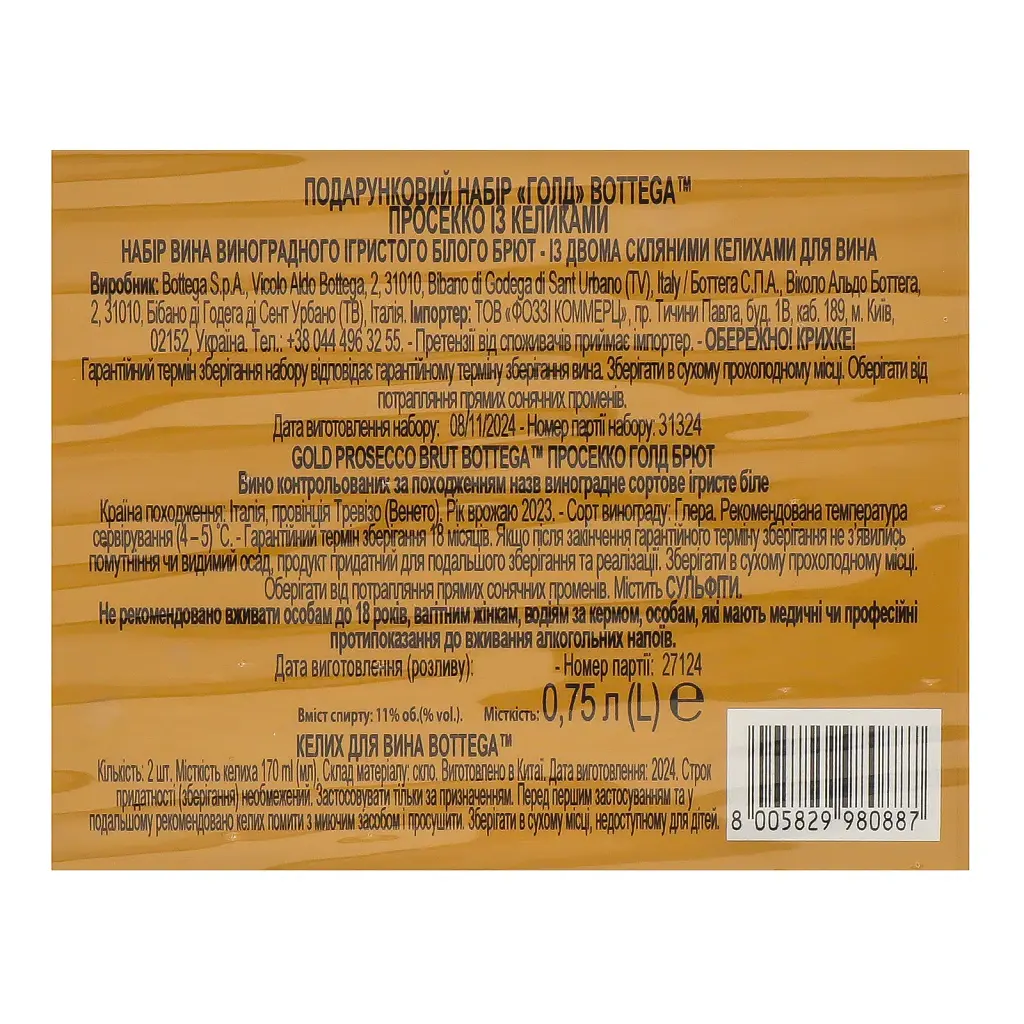 ПОДАРУНКОВИЙ НАБІР «ГОЛД» BOTTEGA™
ПРОСЕККО ІЗ КЕЛИКАМИ
НАБІР ВИНА ВИНОГРАДНОГО ІГРИСТОГО БІЛОГО БРЮТ - ІЗ ДВОМА СКЛЯНИМИ КЕЛИХАМИ ДЛЯ ВИНА
Виробник: Bottega S.p.A., Vicolo Aldo Bottega, 2, 31010, Bibano di Godega di Sant Urbano (TV), Italy / Боттега С.П.А., Віколо Альдо Боттега,
2, 31010, Бібано ді Годега ді Сент Урбано (ТВ), Італія. Імпортер: ТОВ «ФОЗЗІ КОММЕРЦ», пр. Тичини Павла, буд. 1В, каб. 189, м. Київ,
02152, Україна. Тел.: +38 044 496 32 55. - Претензії від споживачів приймає імпортер. - ОБЕРЕЖНО! КРИХКЕ!
Гарантійний термін зберігання набору відповідає гарантійному терміну зберігання вина. Зберігати в сухому прохолодному місці. Оберігати від
потрапляння прямих сонячних променів.
Дата виготовлення набору: 08/11/2024 - Номер партії набору: 31324
GOLD PROSECCO BRUT BOTTEGA™ ПРОСЕККО ГОЛД БРЮТ
Вино контрольованих за походженням назв виноградне сортове ігристе біле
Країна походження: Італія, провінція Тревізо (Венето). Рік врожаю 2023. - Сорт винограду: Глера. Рекомендована температура
сервірування (4 – 5) °С. - Гарантійний термін зберігання 18 місяців. Якщо після закінчення гарантійного терміну зберігання не з'явились
помутніння чи видимий осад, продукт придатний для подальшого зберігання та реалізації. Зберігати в сухому прохолодному місці.
Оберігати від потрапляння прямих сонячних променів. Містить СУЛЬФІТИ.
Не рекомендовано вживати особам до 18 років, вагітним жінкам, водіям за кермом, особам, які мають медичні чи професійні
протипоказання до вживання алкогольних напоїв.
Дата виготовлення (розливу): - Номер партії: 27124
Вміст спирту: 11% об.(% vol.). Місткість: 0,75 л (L) ℮
КЕЛИХ ДЛЯ ВИНА BOTTEGA™
Кількість: 2 шт. Місткість келиха 170 ml (мл). Склад матеріалу: скло. Виготовлено в Китаї. Дата виготовлення: 2024. Строк
придатності (зберігання) необмежений. Застосовувати тільки за призначенням. Перед першим застосуванням та у
подальшому рекомендовано келих помити з миючим засобом і просушити. Зберігати в сухому місці, недоступному для дітей.
8 005829 980887